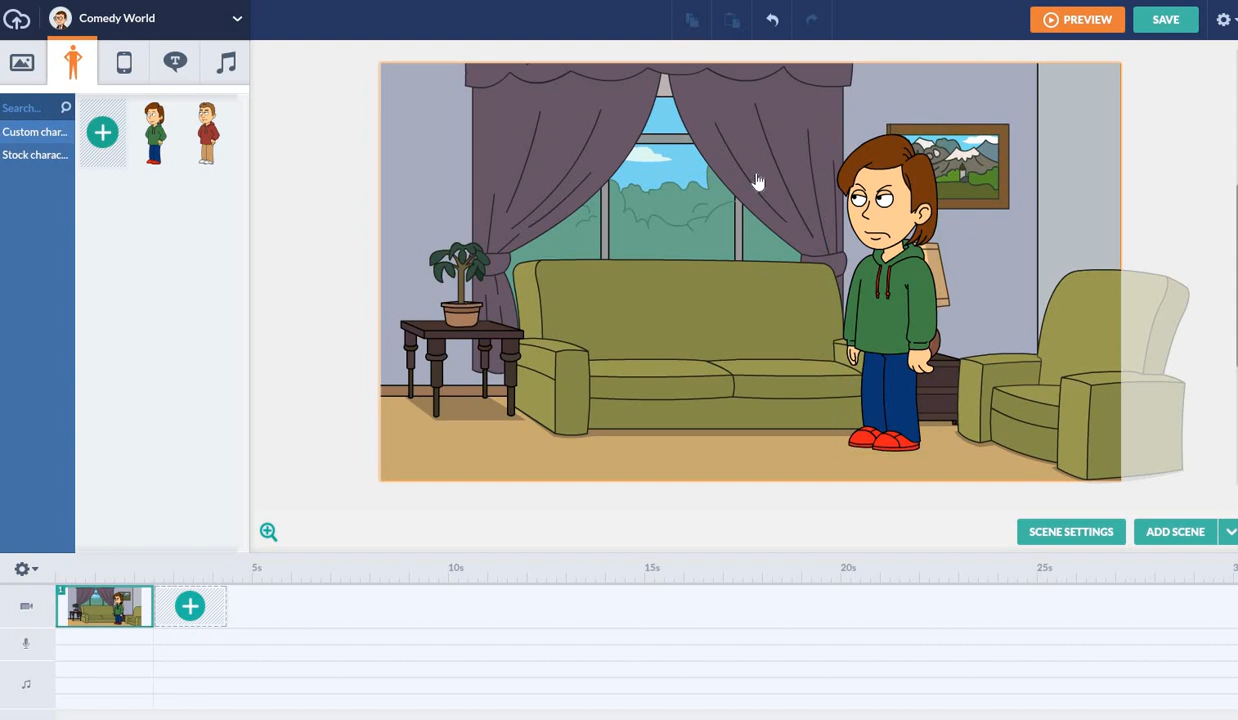 Comedy World
PREVIEW
SAVE
T
Search...
Custom char...
Stock charac...
SCENE SETTINGS
ADD SCENE
5s
10s
15s
20s
25s
1